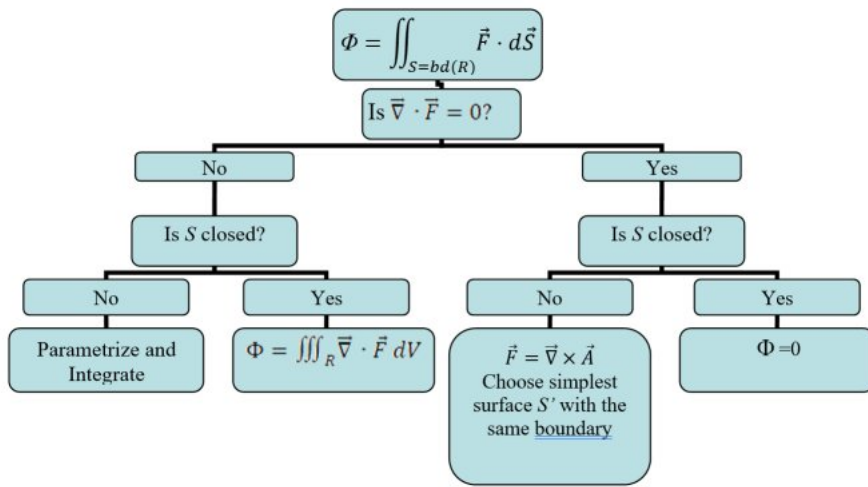 Φ = ∬_{S=bd(R)} F⃗ · dS⃗
Is ∇⃗ · F⃗ = 0?
No
Yes
Is S closed?
Is S closed?
No
Yes
No
Yes
Parametrize and
Integrate
Φ = ∭_R ∇⃗ · F⃗ dV
F⃗ = ∇⃗ × A⃗
Choose simplest
surface S’ with the
same boundary
Φ=0